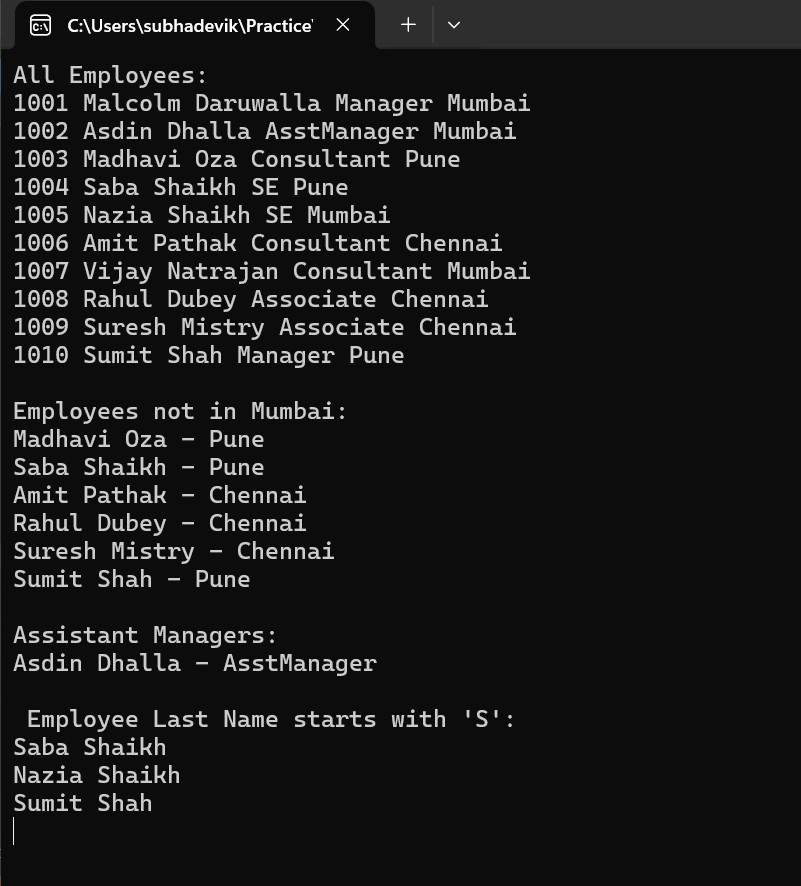 C:\Users\subhadevik\Practice'
All Employees:
1001 Malcolm Daruwalla Manager Mumbai
1002 Asdin Dhalla AsstManager Mumbai
1003 Madhavi Oza Consultant Pune
1004 Saba Shaikh SE Pune
1005 Nazia Shaikh SE Mumbai
1006 Amit Pathak Consultant Chennai
1007 Vijay Natrajan Consultant Mumbai
1008 Rahul Dubey Associate Chennai
1009 Suresh Mistry Associate Chennai
1010 Sumit Shah Manager Pune
Employees not in Mumbai:
Madhavi Oza - Pune
Saba Shaikh - Pune
Amit Pathak - Chennai
Rahul Dubey - Chennai
Suresh Mistry - Chennai
Sumit Shah - Pune
Assistant Managers:
Asdin Dhalla - AsstManager
Employee Last Name starts with 'S':
Saba Shaikh
Nazia Shaikh
Sumit Shah